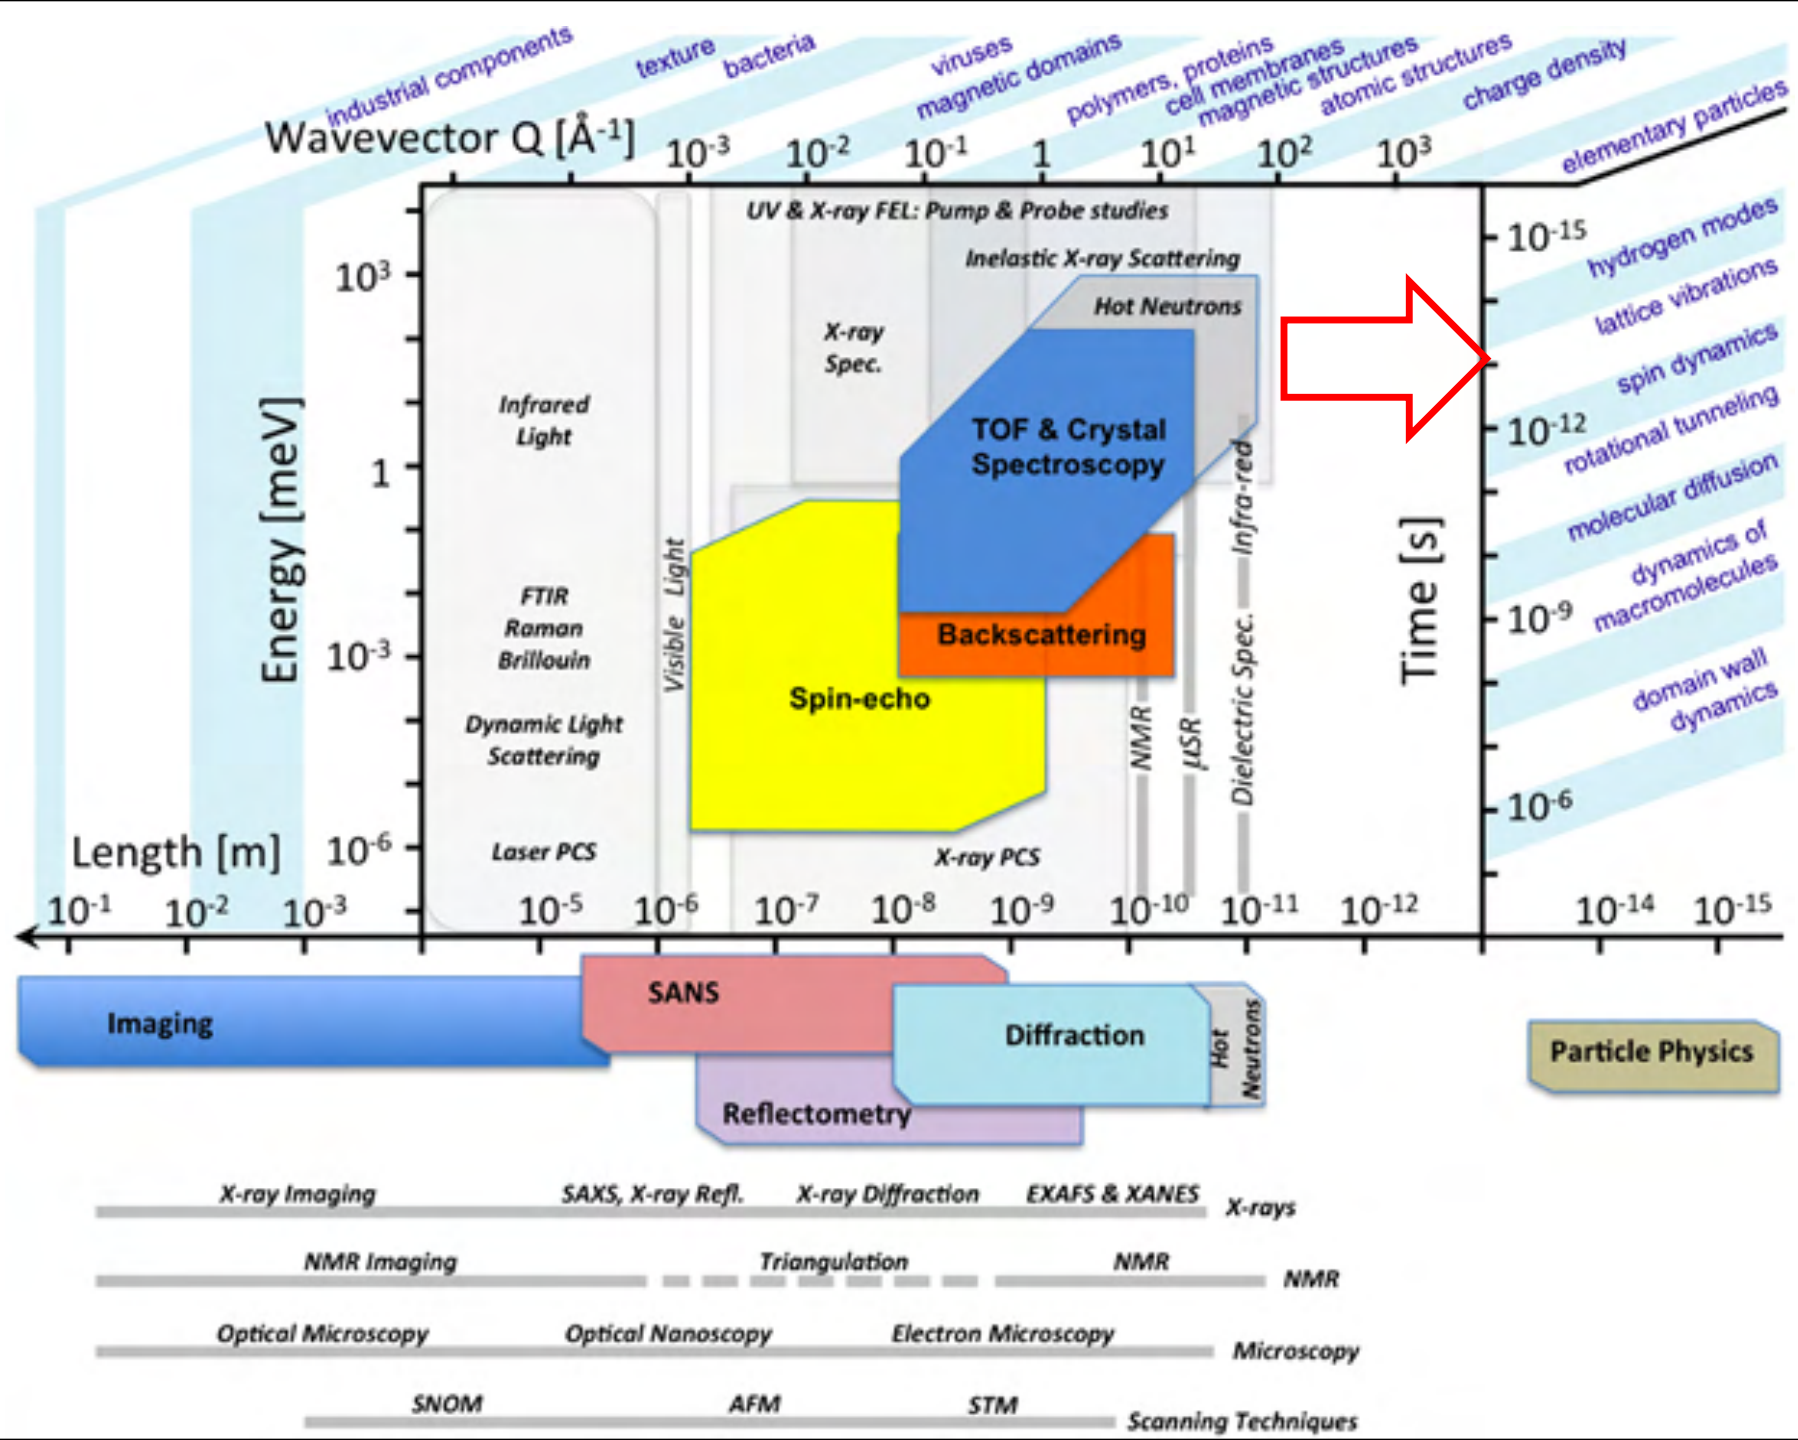 industrial components
texture
bacteria
viruses
magnetic domains
polymers, proteins
cell membranes
magnetic structures
atomic structures
charge density
elementary particles
Wavevector Q [Å-1]
10-3 10-2 10-1 1 101 102 103
UV & X-ray FEL: Pump & Probe studies
Inelastic X-ray Scattering
Hot Neutrons
X-ray
Spec.
TOF & Crystal
Spectroscopy
Infrared
Light
FTIR
Raman
Brillouin
Dynamic Light
Scattering
Laser PCS
Visible Light
Spin-echo
Backscattering
X-ray PCS
NMR
µSR
Dielectric Spec.
Infra-red
Energy [meV]
103
1
10-3
10-6
Time [s]
10-15
10-12
10-9
10-6
hydrogen modes
lattice vibrations
spin dynamics
rotational tunneling
molecular diffusion
dynamics of
macromolecules
domain wall
dynamics
Length [m]
10-1 10-2 10-3 10-5 10-6 10-7 10-8 10-9 10-10 10-11 10-12 10-14 10-15
Imaging
SANS
Diffraction
Hot
Neutrons
Reflectometry
Particle Physics
X-ray Imaging SAXS, X-ray Refl. X-ray Diffraction EXAFS & XANES X-rays
NMR Imaging Triangulation NMR NMR
Optical Microscopy Optical Nanoscopy Electron Microscopy Microscopy
SNOM AFM STM Scanning Techniques